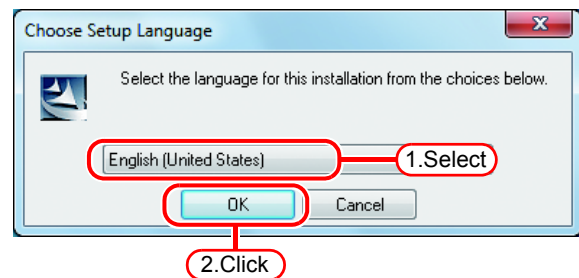 Choose Setup Language
Select the language for this installation from the choices below.
English (United States)
1.Select
OK
Cancel
2.Click